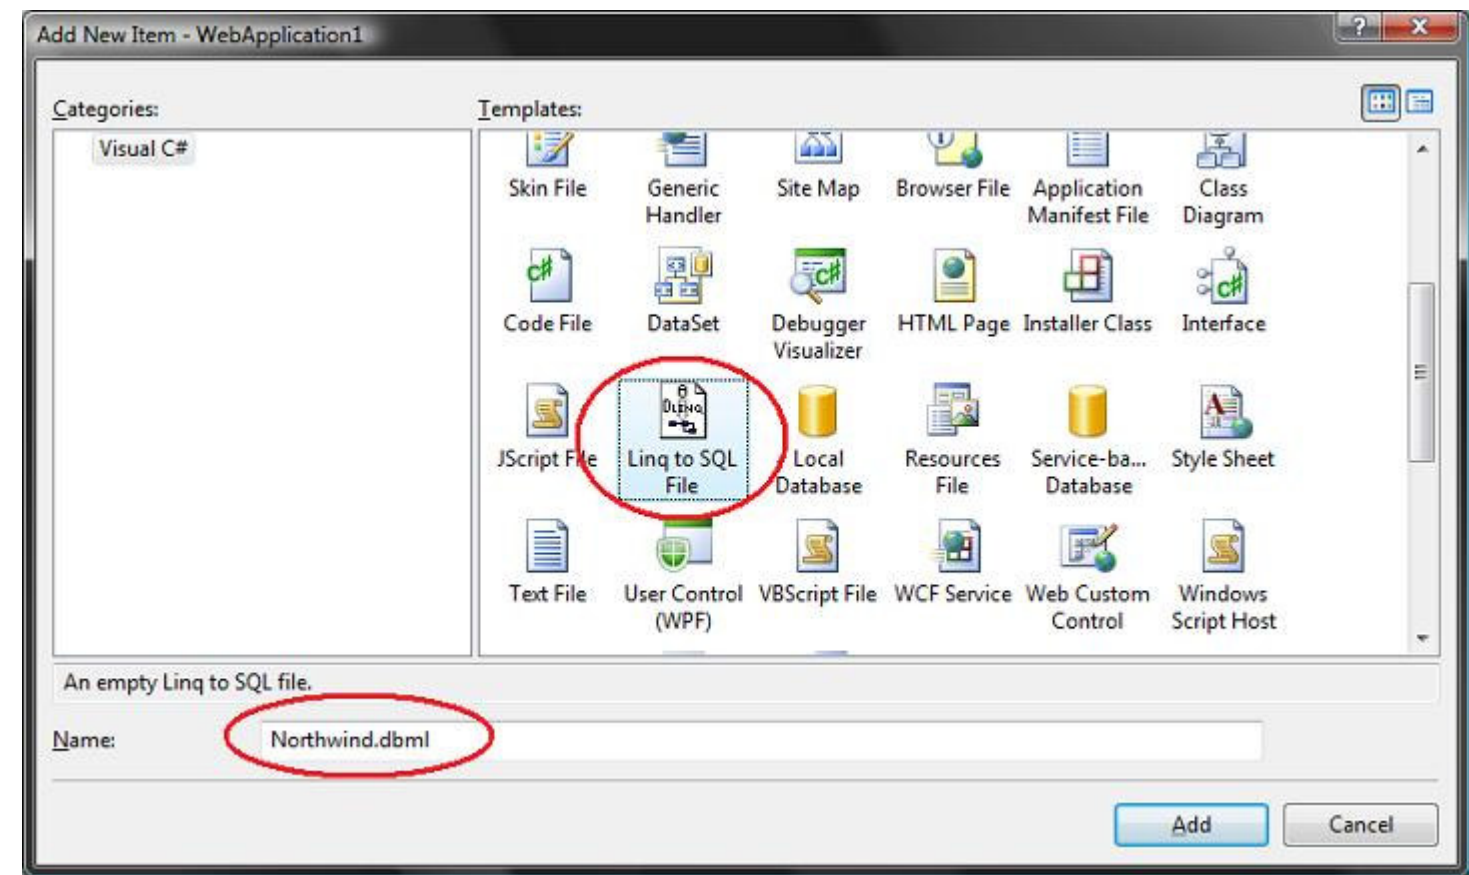 Add New Item - WebApplication1
Categories:
Templates:
Visual C#
Skin File
Generic
Handler
Site Map
Browser File
Application
Manifest File
Class
Diagram
C#
Code File
DataSet
C#
Debugger
Visualizer
HTML Page
Installer Class
C#
Interface
JScript File
DLINQ
Linq to SQL
File
Local
Database
Resources
File
Service-ba...
Database
A
Style Sheet
Text File
User Control
(WPF)
VBScript File
WCF Service
Web Custom
Control
Windows
Script Host
An empty Linq to SQL file.
Name:
Northwind.dbml
Add
Cancel